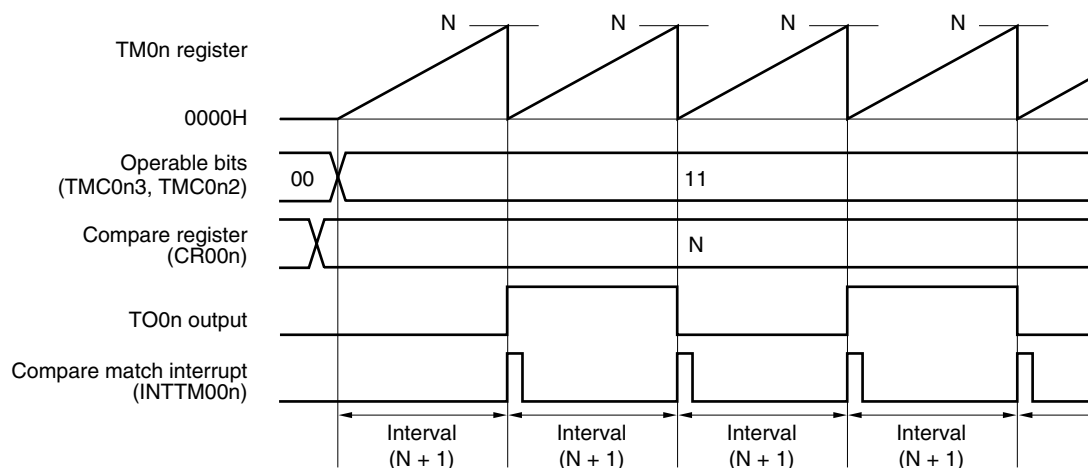 N N N N
TM0n register
0000H
Operable bits
(TMC0n3, TMC0n2)
00 11
Compare register
(CR00n)
N
TO0n output
Compare match interrupt
(INTTM00n)
Interval
(N + 1)
Interval
(N + 1)
Interval
(N + 1)
Interval
(N + 1)